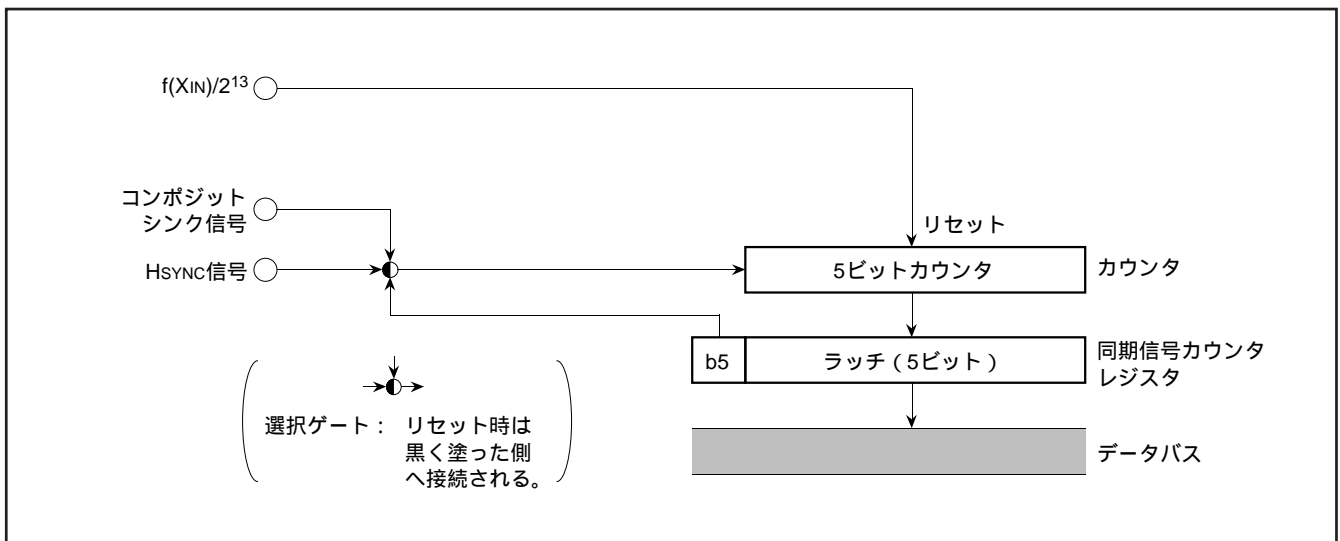 f(XIN)/2¹³
コンポジット
シンク信号
HSYNC信号
リセット
5ビットカウンタ
カウンタ
b5
ラッチ(5ビット)
同期信号カウンタ
レジスタ
選択ゲート: リセット時は
黒く塗った側
へ接続される。
データバス